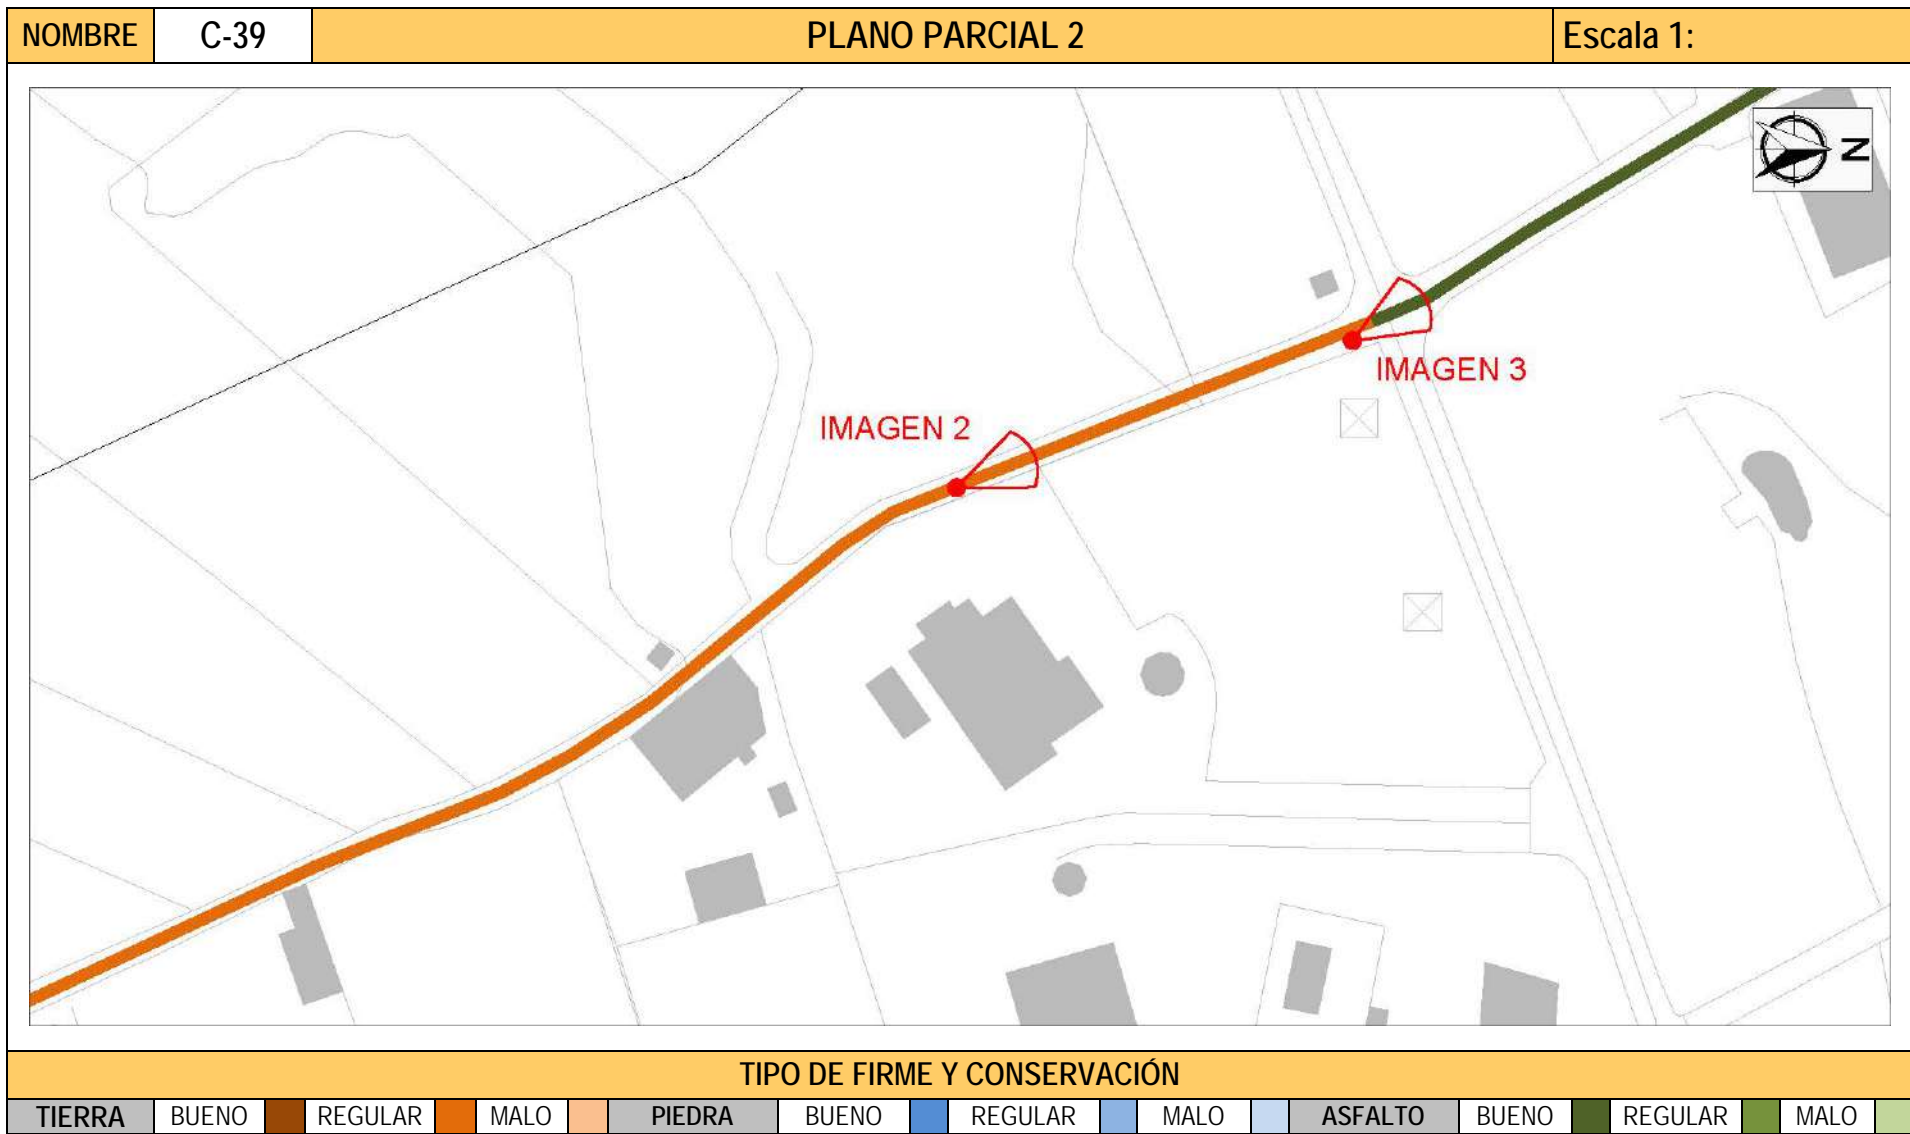 NOMBRE C-39 PLANO PARCIAL 2 Escala 1:
N
IMAGEN 3
IMAGEN 2
TIPO DE FIRME Y CONSERVACIÓN
TIERRA BUENO REGULAR MALO PIEDRA BUENO REGULAR MALO ASFALTO BUENO REGULAR MALO